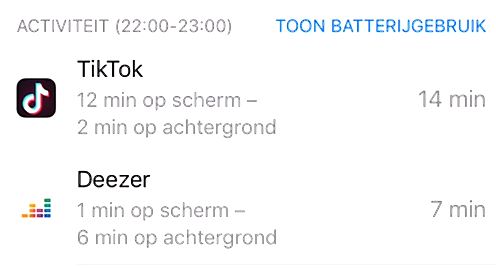 ACTIVITEIT (22:00-23:00) TOON BATTERIJGEBRUIK
TikTok
12 min op scherm – 14 min
2 min op achtergrond
Deezer
1 min op scherm – 7 min
6 min op achtergrond